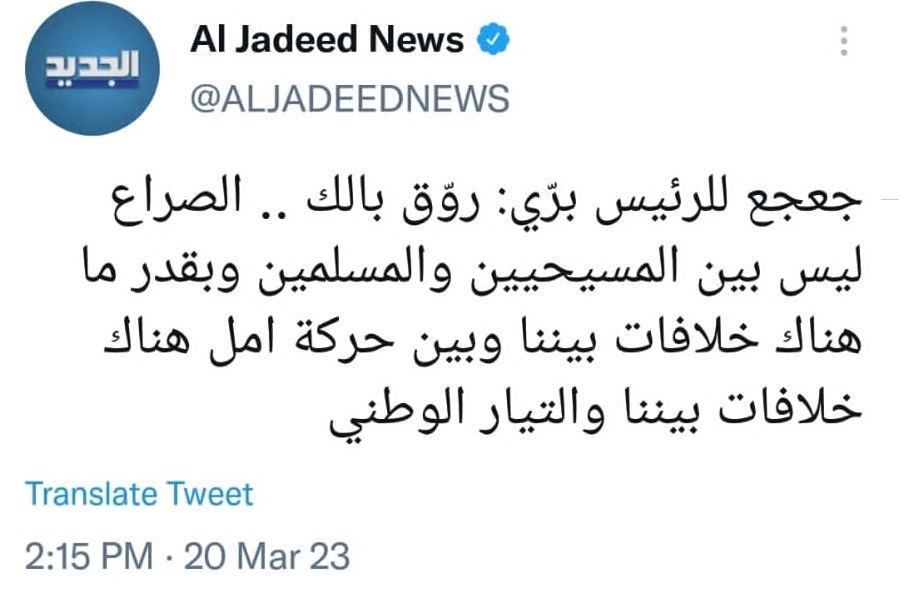 الجديد
Al Jadeed News
@ALJADEEDNEWS
جعجع للرئيس برّي: روّق بالك .. الصراع
ليس بين المسيحيين والمسلمين وبقدر ما
هناك خلافات بيننا وبين حركة امل هناك
خلافات بيننا والتيار الوطني
Translate Tweet
2:15 PM · 20 Mar 23